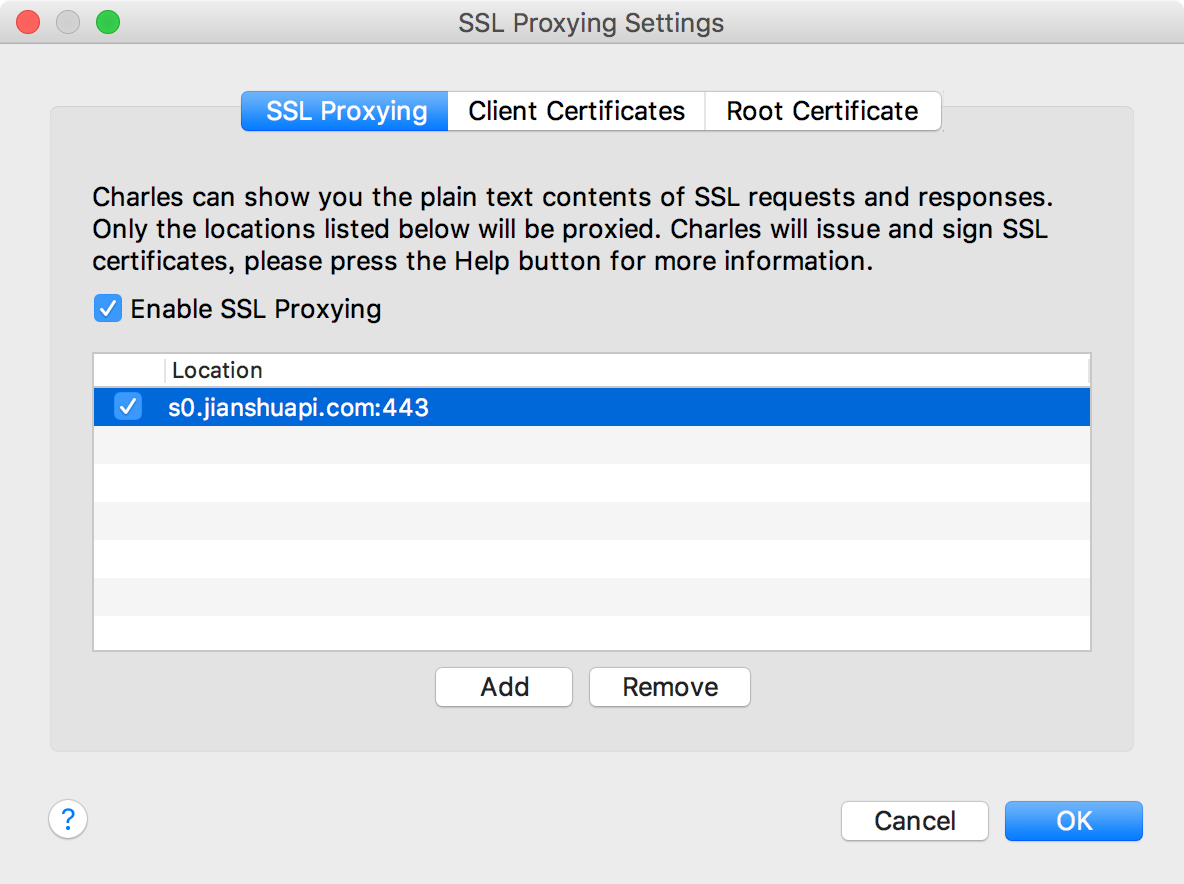 SSL Proxying Settings
SSL Proxying
Client Certificates
Root Certificate
Charles can show you the plain text contents of SSL requests and responses.
Only the locations listed below will be proxied. Charles will issue and sign SSL
certificates, please press the Help button for more information.
Enable SSL Proxying
Location
s0.jianshuapi.com:443
Add
Remove
?
Cancel
OK